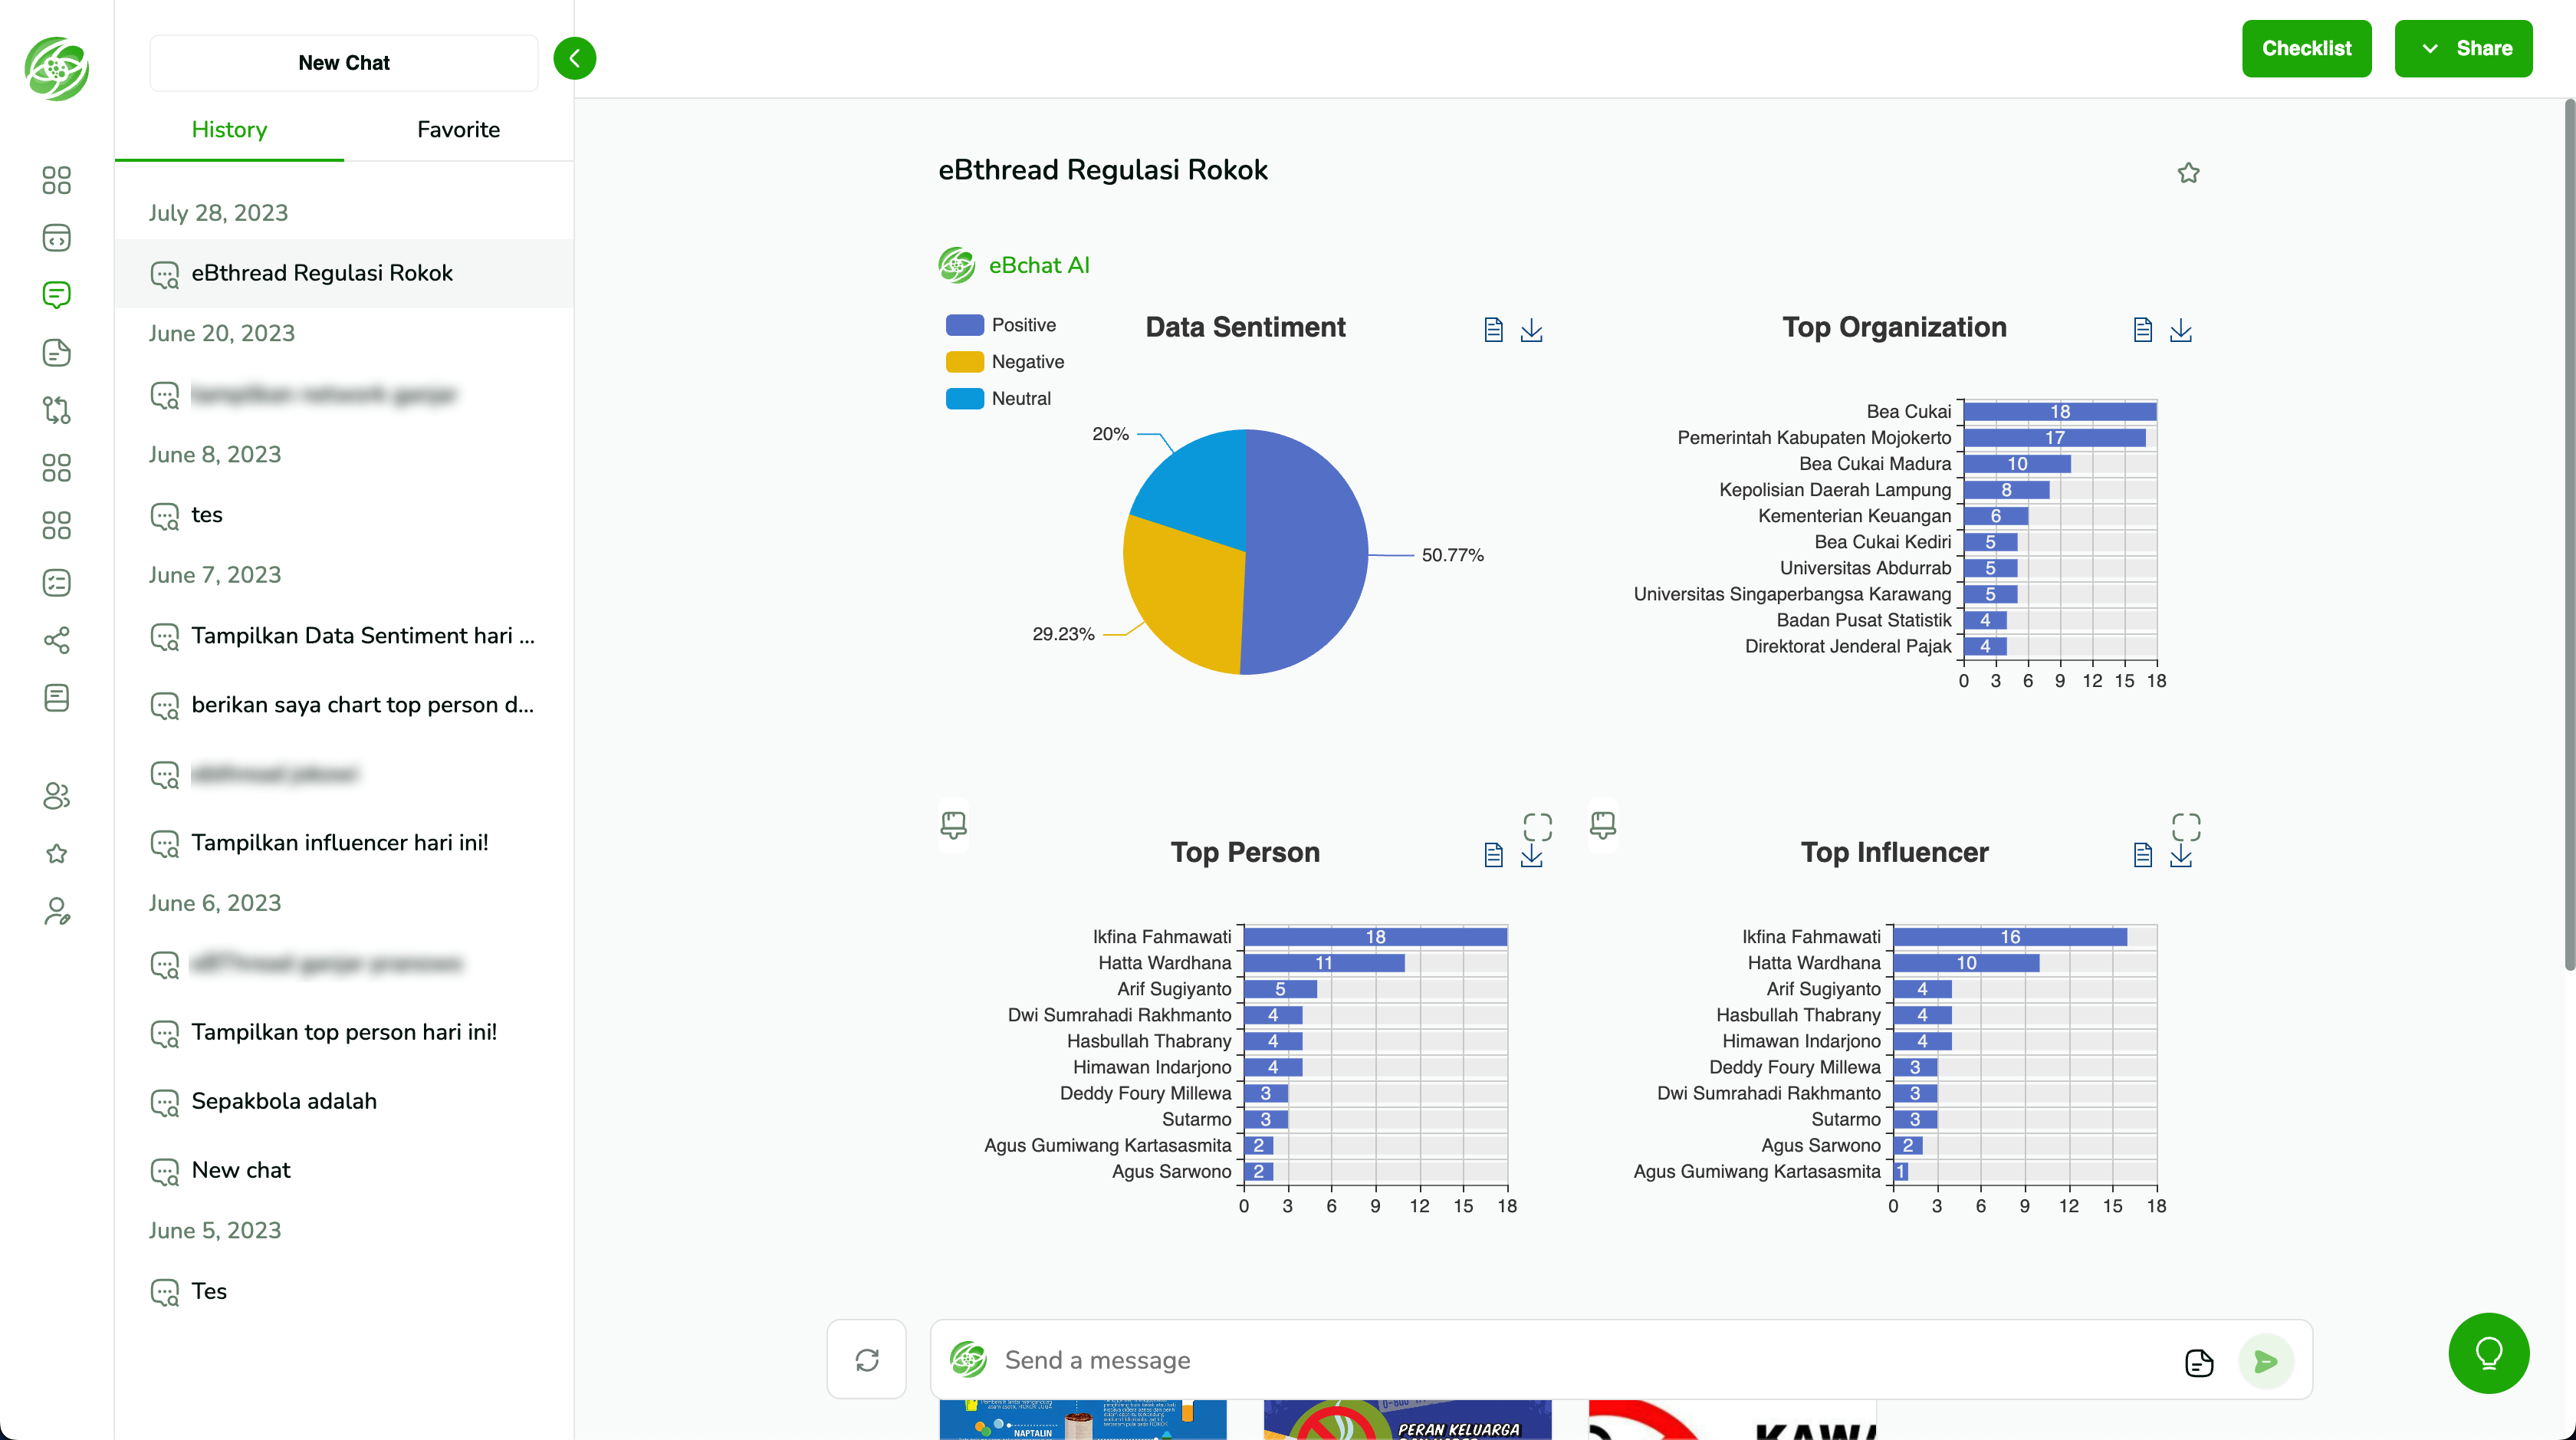 New Chat
Checklist
Share
History
Favorite
July 28, 2023
eBthread Regulasi Rokok
June 20, 2023
June 8, 2023
tes
June 7, 2023
Tampilkan Data Sentiment hari ...
berikan saya chart top person d...
Tampilkan influencer hari ini!
June 6, 2023
Tampilkan top person hari ini!
Sepakbola adalah
New chat
June 5, 2023
Tes
eBthread Regulasi Rokok
eBchat AI
Positive
Negative
Neutral
Data Sentiment
20%
50.77%
29.23%
Top Organization
Bea Cukai 18
Pemerintah Kabupaten Mojokerto 17
Bea Cukai Madura 10
Kepolisian Daerah Lampung 8
Kementerian Keuangan 6
Bea Cukai Kediri 5
Universitas Abdurrab 5
Universitas Singaperbangsa Karawang 5
Badan Pusat Statistik 4
Direktorat Jenderal Pajak 4
0 3 6 9 12 15 18
Top Person
Ikfina Fahmawati 18
Hatta Wardhana 11
Arif Sugiyanto 5
Dwi Sumrahadi Rakhmanto 4
Hasbullah Thabrany 4
Himawan Indarjono 4
Deddy Foury Millewa 3
Sutarmo 3
Agus Gumiwang Kartasasmita 2
Agus Sarwono 2
0 3 6 9 12 15 18
Top Influencer
Ikfina Fahmawati 16
Hatta Wardhana 10
Arif Sugiyanto 4
Hasbullah Thabrany 4
Himawan Indarjono 4
Deddy Foury Millewa 3
Dwi Sumrahadi Rakhmanto 3
Sutarmo 3
Agus Sarwono 2
Agus Gumiwang Kartasasmita 1
0 3 6 9 12 15 18
Send a message
NAPTALIN
PERAN KELUARGA